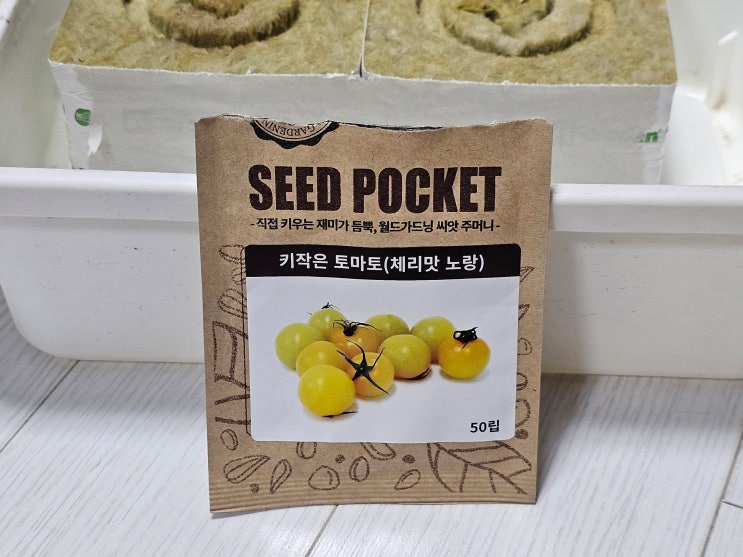 GARDENIN
SEED POCKET
- 직접 키우는 재미가 듬뿍, 월드가드닝 씨앗 주머니 -
키작은 토마토(체리맛 노랑)
50립